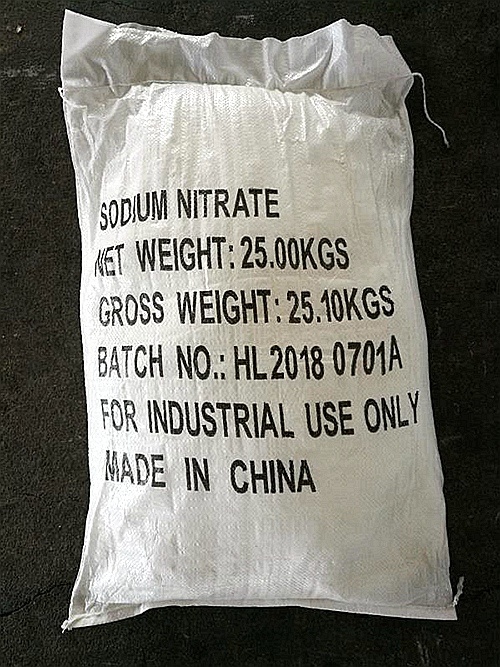 SODIUM NITRATE
NET WEIGHT: 25.00KGS
GROSS WEIGHT: 25.10KGS
BATCH NO.: HL2018 0701A
FOR INDUSTRIAL USE ONLY
MADE IN CHINA